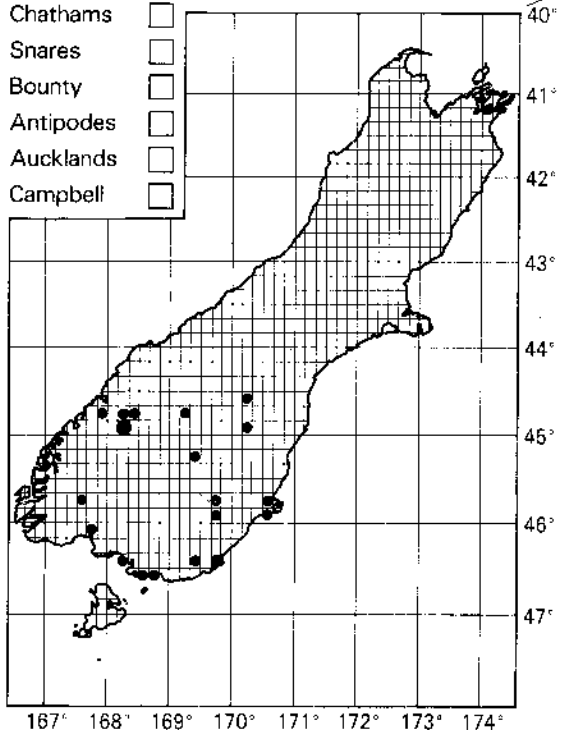 Chathams
Snares
Bounty
Antipodes
Aucklands
Campbell
40°
41°
42°
43°
44°
45°
46°
47°
167° 168° 169° 170° 171° 172° 173° 174°